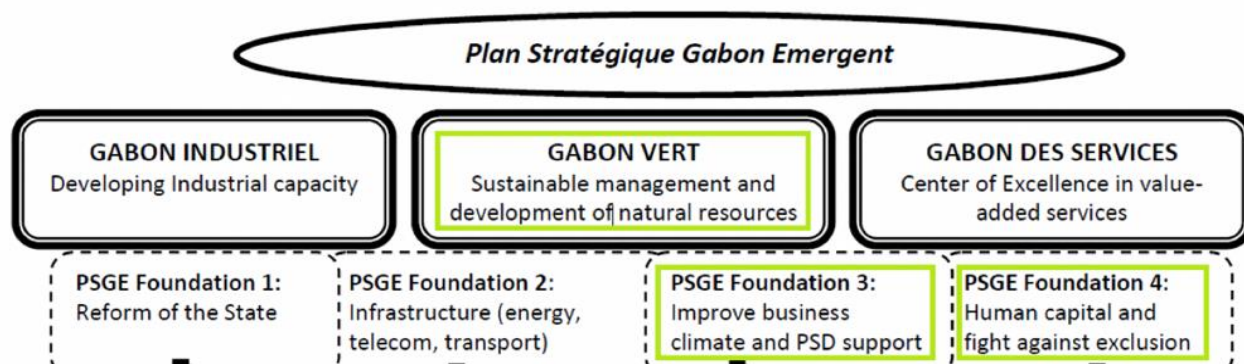 Plan Stratégique Gabon Emergent
GABON INDUSTRIEL
Developing Industrial capacity
GABON VERT
Sustainable management and
development of natural resources
GABON DES SERVICES
Center of Excellence in value-
added services
PSGE Foundation 1:
Reform of the State
PSGE Foundation 2:
Infrastructure (energy,
telecom, transport)
PSGE Foundation 3:
Improve business
climate and PSD support
PSGE Foundation 4:
Human capital and
fight against exclusion